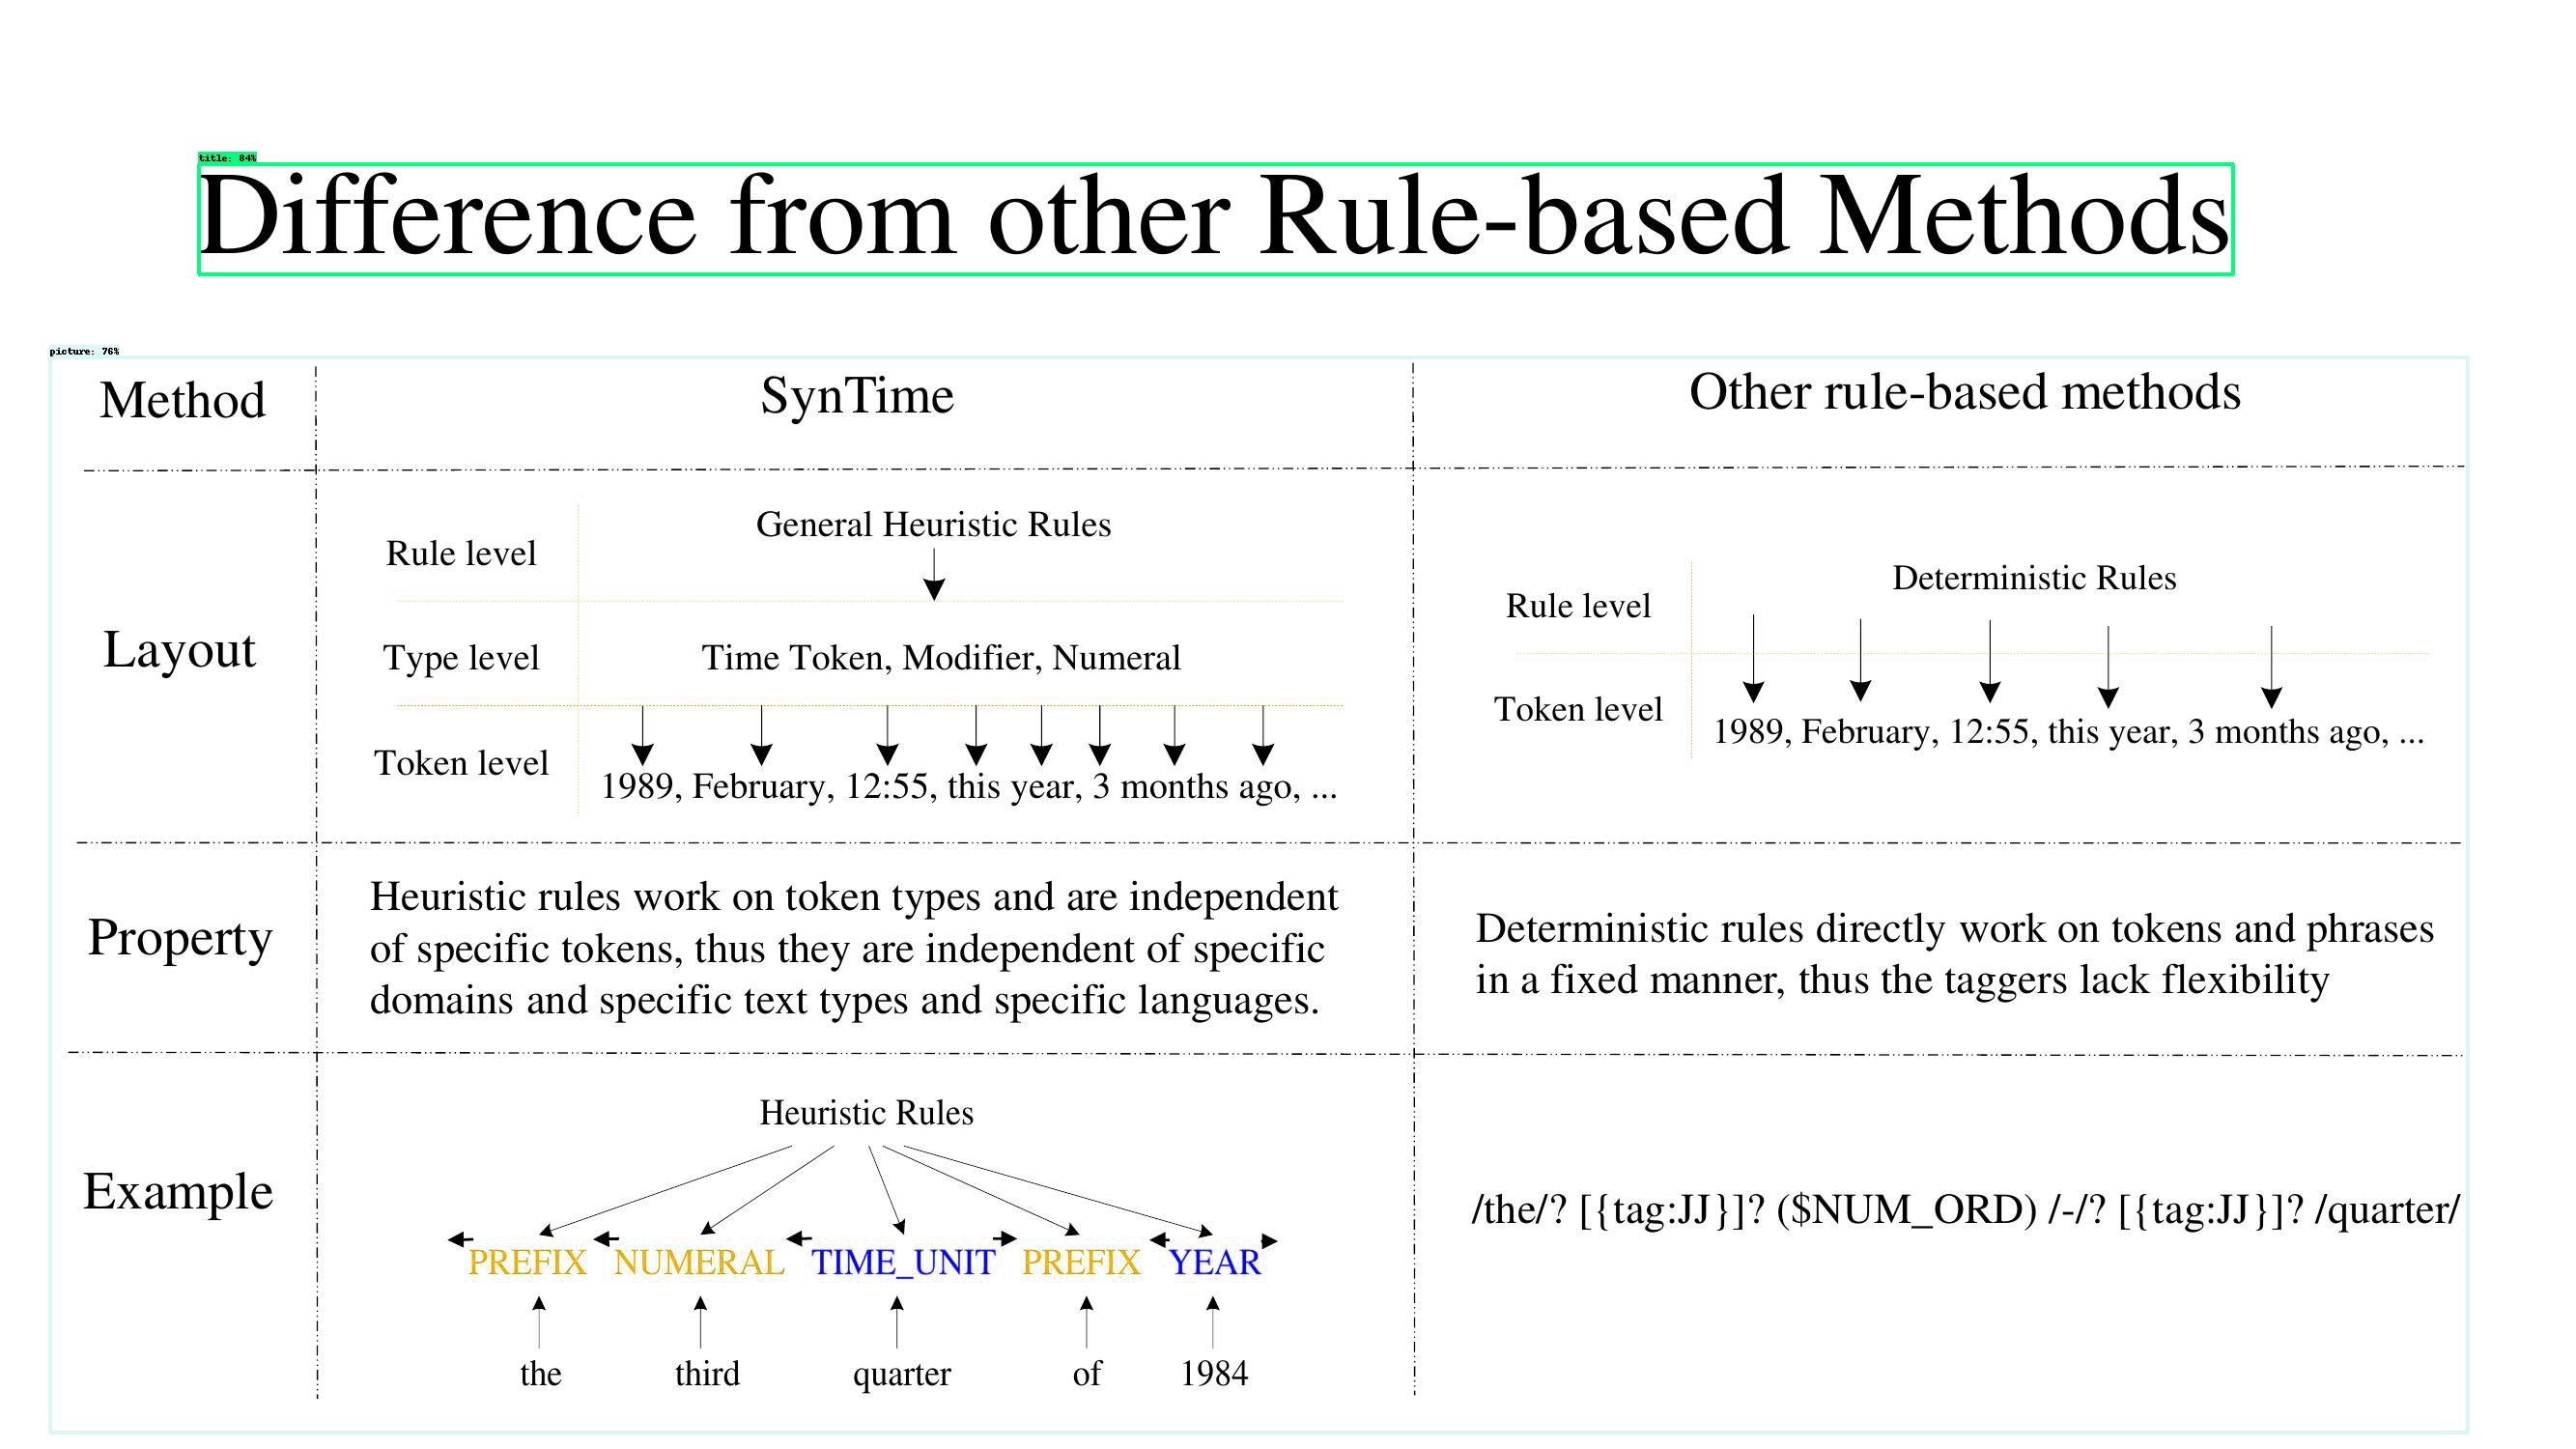 title: 84%
Difference from other Rule-based Methods
picture: 76%
Method
SynTime
Other rule-based methods
Layout
Rule level
General Heuristic Rules
Type level
Time Token, Modifier, Numeral
Token level
1989, February, 12:55, this year, 3 months ago, ...
Rule level
Deterministic Rules
Token level
1989, February, 12:55, this year, 3 months ago, ...
Property
Heuristic rules work on token types and are independent
of specific tokens, thus they are independent of specific
domains and specific text types and specific languages.
Deterministic rules directly work on tokens and phrases
in a fixed manner, thus the taggers lack flexibility
Example
Heuristic Rules
PREFIX NUMERAL TIME_UNIT PREFIX YEAR
the third quarter of 1984
/the/? [{tag:JJ}]? ($NUM_ORD) /-/? [{tag:JJ}]? /quarter/